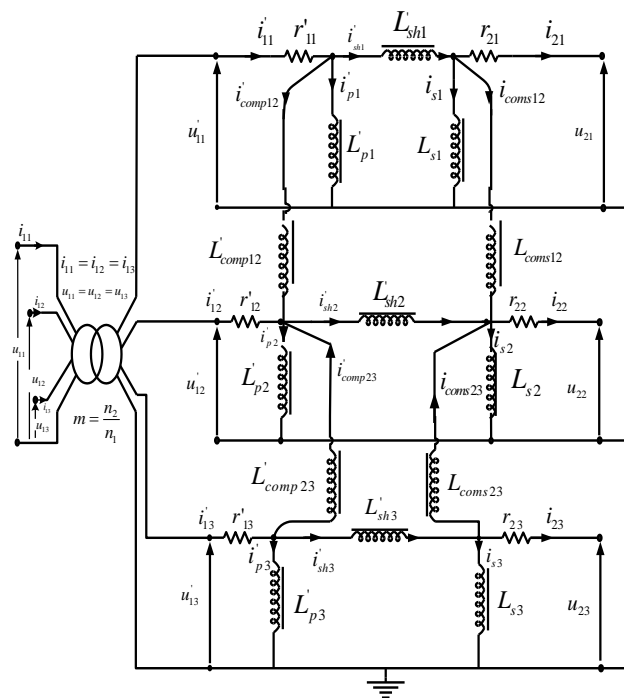 i'₁₁ r'₁₁ i'ₛₕ₁ L'ₛₕ₁ r₂₁ i₂₁
i'comp12 i'p1 iₛ₁ icoms12
u'₁₁ L'p1 Lₛ₁ u₂₁
i₁₁
i₁₁ = i₁₂ = i₁₃
u₁₁ = u₁₂ = u₁₃
L'comp12 Lcoms12
i₁₂ i'₁₂ r'₁₂ i'ₛₕ₂ L'ₛₕ₂ r₂₂ i₂₂
i'p2 iₛ₂
u₁₁ u₁₂ u'₁₂ L'p2 i'comp23 icoms23 Lₛ₂ u₂₂
i₁₃
u₁₃ m = n₂/n₁
L'comp 23 Lcoms23
i'₁₃ r'₁₃ L'ₛₕ₃ r₂₃ i₂₃
i'p3 i'ₛₕ₃ iₛ₃
u'₁₃ L'p3 Lₛ₃ u₂₃